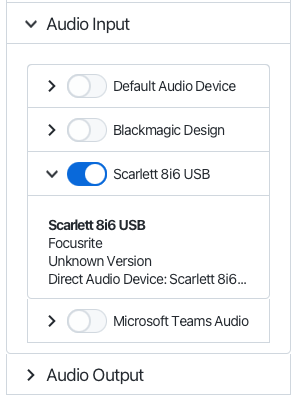 Audio Input
Default Audio Device
Blackmagic Design
Scarlett 8i6 USB
Scarlett 8i6 USB
Focusrite
Unknown Version
Direct Audio Device: Scarlett 8i6...
Microsoft Teams Audio
Audio Output